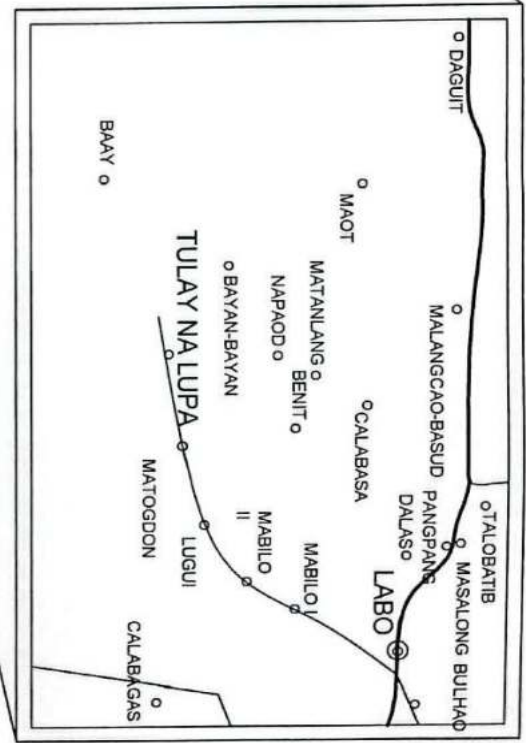 DAGUIT
BAAY
MAOT
MALANGCAO-BASUD
MATANLANG
NAPAOD
BAYAN-BAYAN
TULAY NA LUPA
BENIT
CALABASA
TALOBATIB
MASALONG BULHAO
PANGPANG
DALAS
LABO
MABILO I
MABILO
II
LUGUI
MATOGDON
CALABAGAS